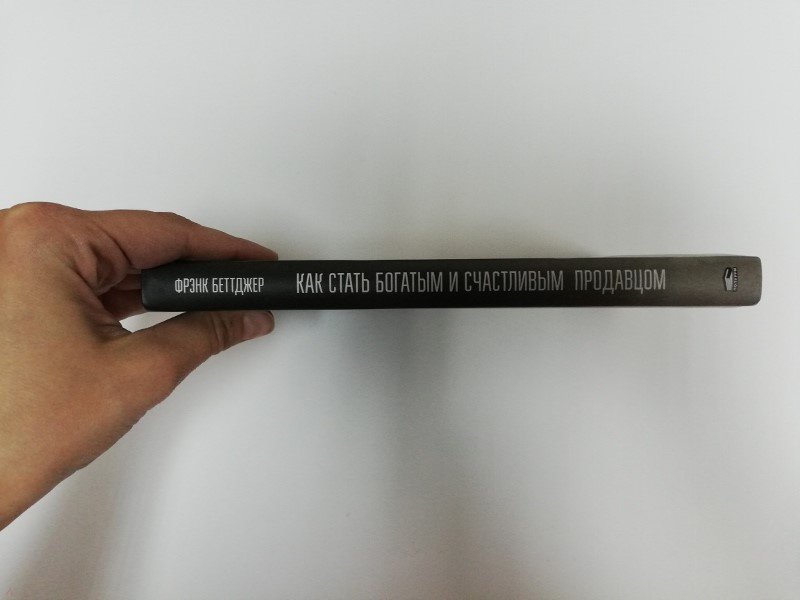 ФРЭНК БЕТТДЖЕР КАК СТАТЬ БОГАТЫМ И СЧАСТЛИВЫМ ПРОДАВЦОМ